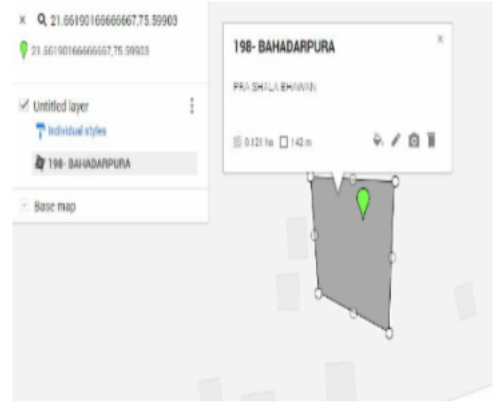 21.66190166666667,75.59903
21.66190166666667,75.59903
Untitled layer
Individual styles
198- BAHADARPURA
Base map
198- BAHADARPURA
PRA SHALA BHAWAN
0.121 ha 142 m